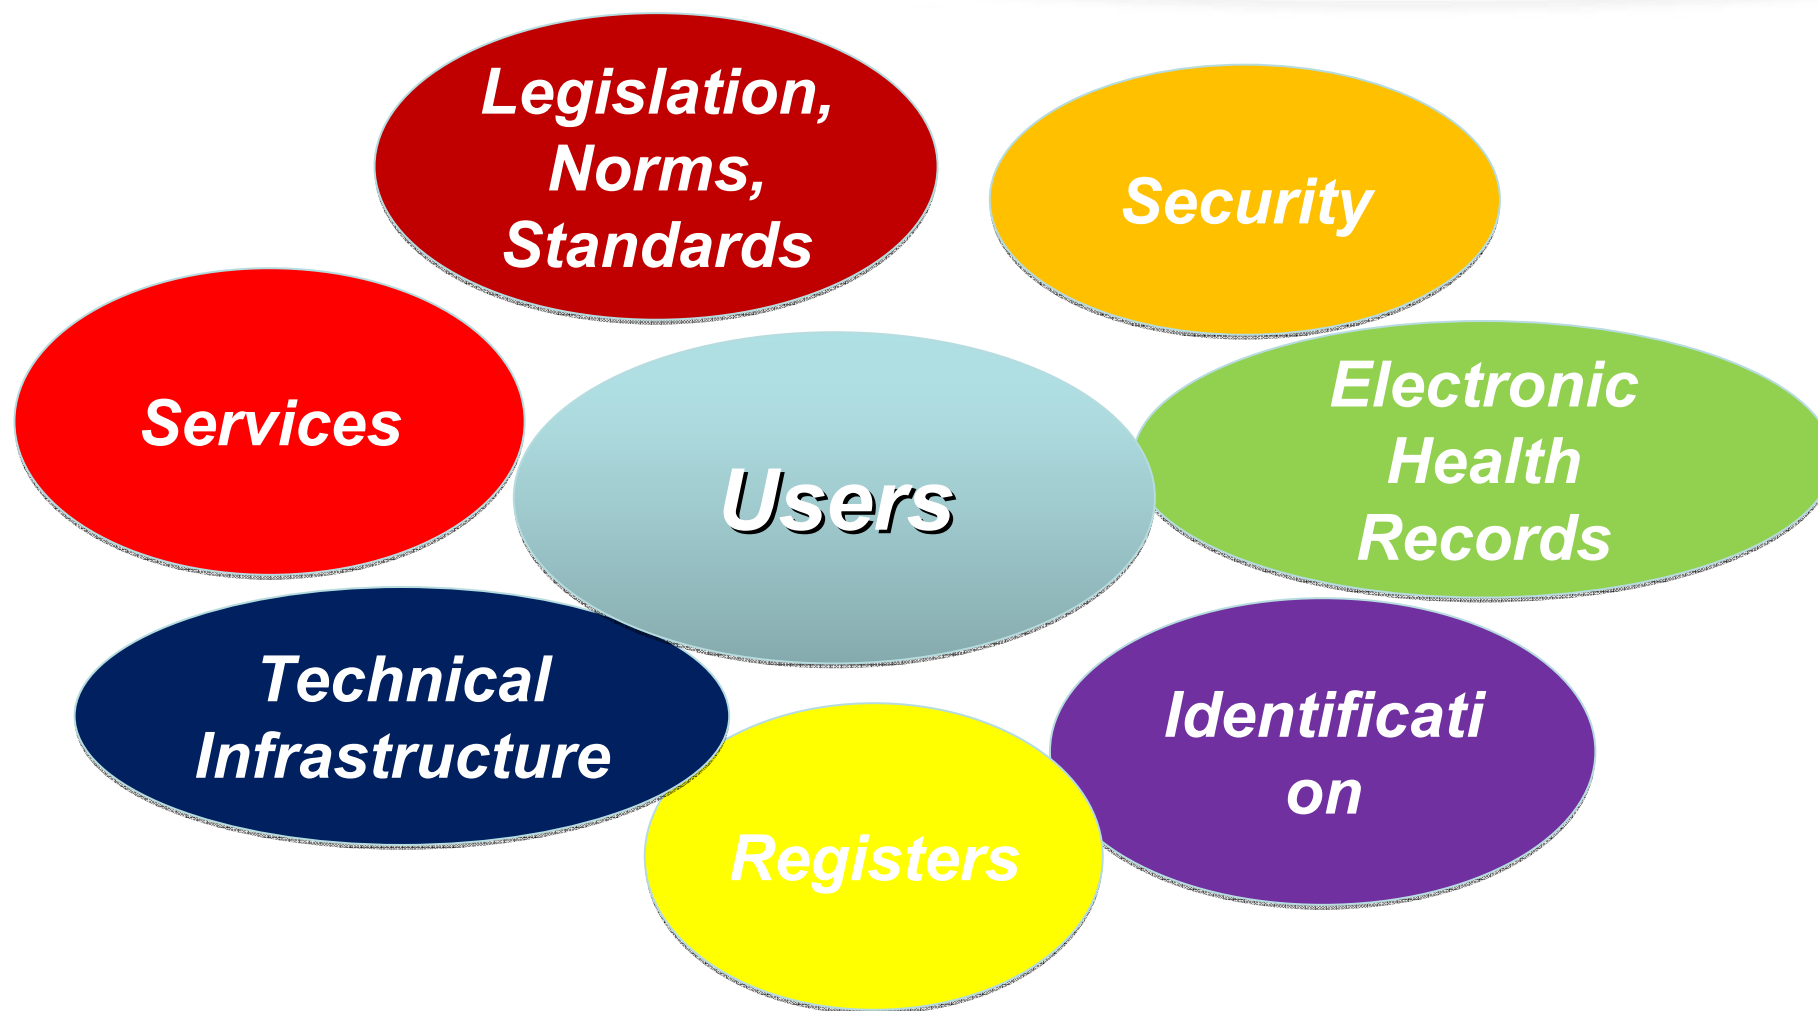 Legislation,
Norms,
Standards
Security
Services
Users
Electronic
Health
Records
Technical
Infrastructure
Identificati
on
Registers